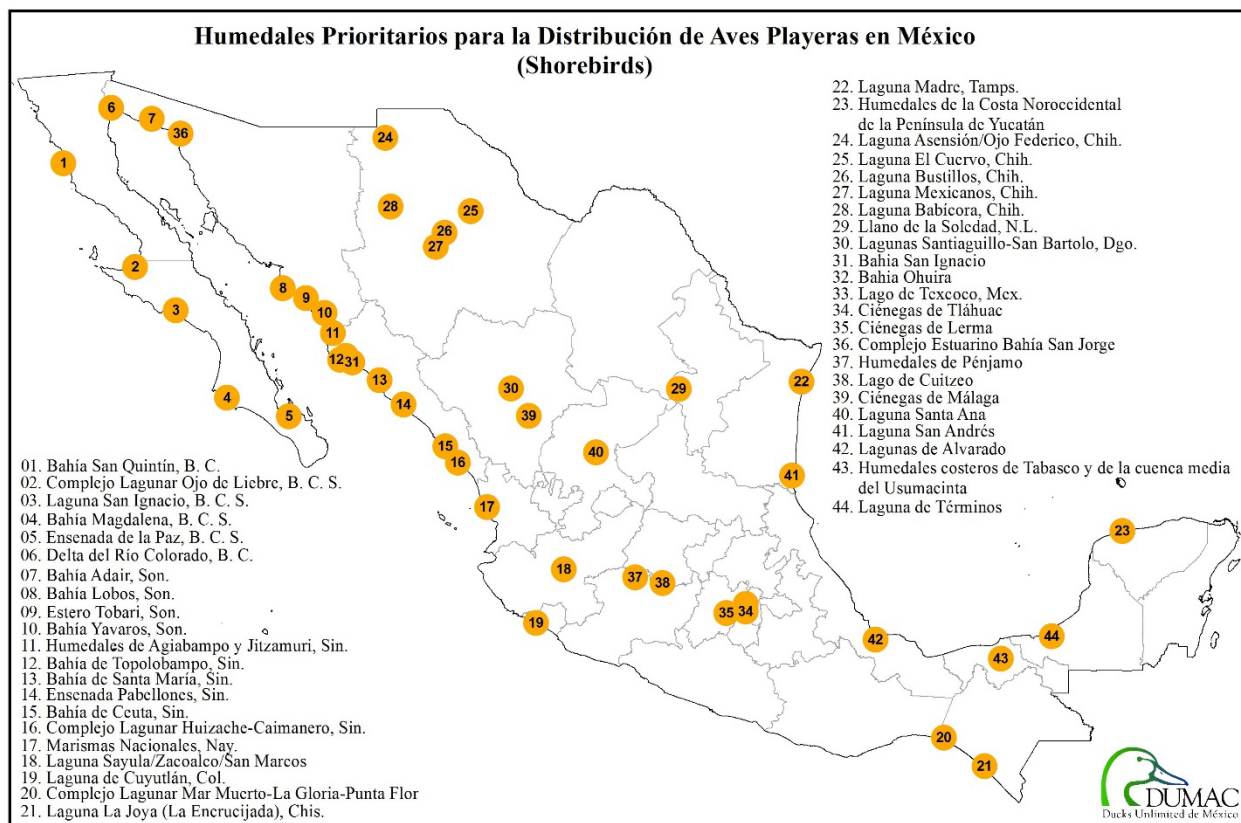 Humedales Prioritarios para la Distribución de Aves Playeras en México
(Shorebirds)
22. Laguna Madre, Tamps.
23. Humedales de la Costa Noroccidental
de la Península de Yucatán
24. Laguna Asensión/Ojo Federico, Chih.
25. Laguna El Cuervo, Chih.
26. Laguna Bustillos, Chih.
27. Laguna Mexicanos, Chih.
28. Laguna Babícora, Chih.
29. Llano de la Soledad, N.L.
30. Lagunas Santiaguillo-San Bartolo, Dgo.
31. Bahia San Ignacio
32. Bahia Ohuira
33. Lago de Texcoco, Mex.
34. Ciénegas de Tláhuac
35. Ciénegas de Lerma
36. Complejo Estuarino Bahía San Jorge
37. Humedales de Pénjamo
38. Lago de Cuitzeo
39. Ciénegas de Málaga
40. Laguna Santa Ana
41. Laguna San Andrés
42. Lagunas de Alvarado
43. Humedales costeros de Tabasco y de la cuenca media
del Usumacinta
44. Laguna de Términos
6
7
36
1
24
28
25
26
27
2
3
8
9
10
11
12
31
13
14
4
5
30
39
29
22
40
15
16
41
17
18
37
38
35
34
19
23
42
44
43
20
21
01. Bahía San Quintín, B. C.
02. Complejo Lagunar Ojo de Liebre, B. C. S.
03. Laguna San Ignacio, B. C. S.
04. Bahía Magdalena, B. C. S.
05. Ensenada de la Paz, B. C. S.
06. Delta del Río Colorado, B. C.
07. Bahía Adair, Son.
08. Bahía Lobos, Son.
09. Estero Tobari, Son.
10. Bahía Yavaros, Son.
11. Humedales de Agiabampo y Jitzamuri, Sin.
12. Bahía de Topolobampo, Sin.
13. Bahía de Santa María, Sin.
14. Ensenada Pabellones, Sin.
15. Bahía de Ceuta, Sin.
16. Complejo Lagunar Huizache-Caimanero, Sin.
17. Marismas Nacionales, Nay.
18. Laguna Sayula/Zacoalco/San Marcos
19. Laguna de Cuyutlán, Col.
20. Complejo Lagunar Mar Muerto-La Gloria-Punta Flor
21. Laguna La Joya (La Encrucijada), Chis.
DUMAC
Ducks Unlimited de México